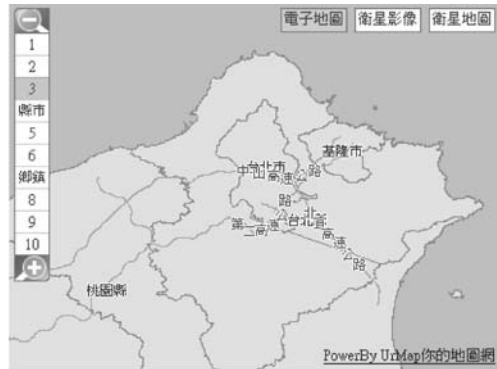 電子地圖 衛星影像 衛星地圖
1
2
3
縣市
5
6
鄉鎮
8
9
10
基隆市
台北市
中山高速公路
第二高速公路
北
高速公路
桃園縣
PowerBy UrMap你的地圖網